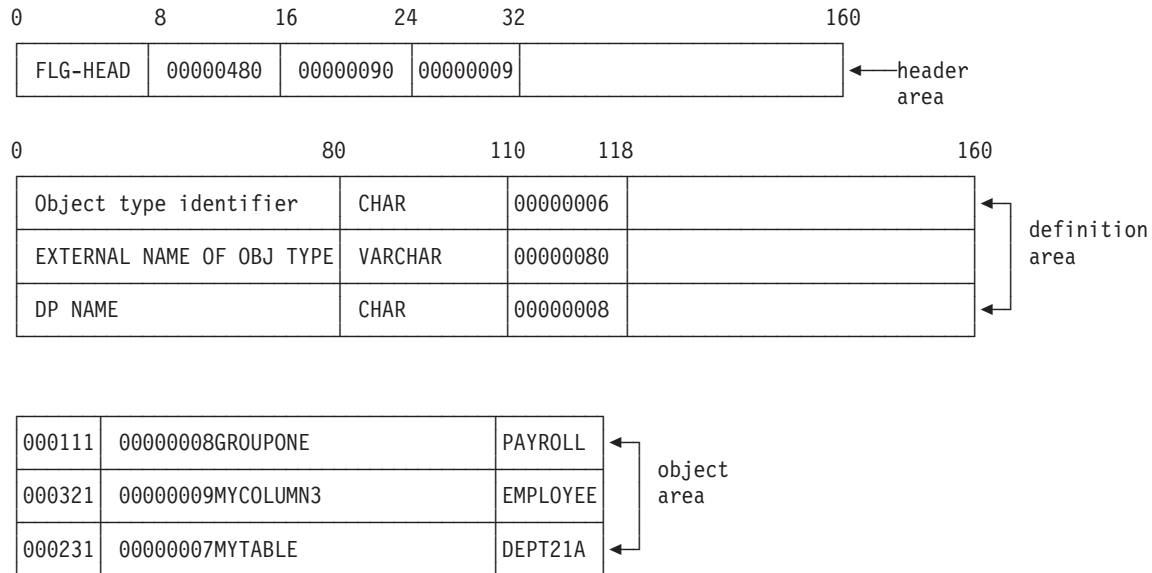 0 8 16 24 32 160
FLG-HEAD 00000480 00000090 00000009 header
area
0 80 110 118 160
Object type identifier CHAR 00000006
EXTERNAL NAME OF OBJ TYPE VARCHAR 00000080
DP NAME CHAR 00000008
definition
area
000111 00000008GROUPONE PAYROLL
000321 00000009MYCOLUMN3 EMPLOYEE
000231 00000007MYTABLE DEPT21A
object
area